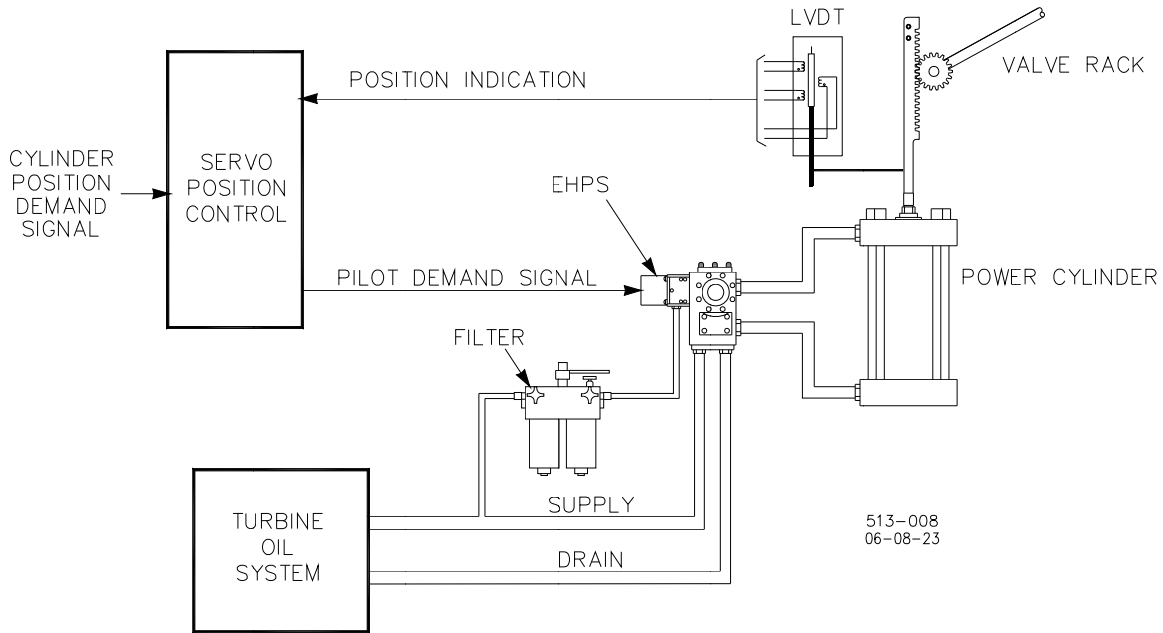 LVDT
VALVE RACK
POSITION INDICATION
CYLINDER
POSITION
DEMAND
SIGNAL
SERVO
POSITION
CONTROL
EHPS
PILOT DEMAND SIGNAL
POWER CYLINDER
FILTER
SUPPLY
TURBINE
OIL
SYSTEM
DRAIN
513-008
06-08-23